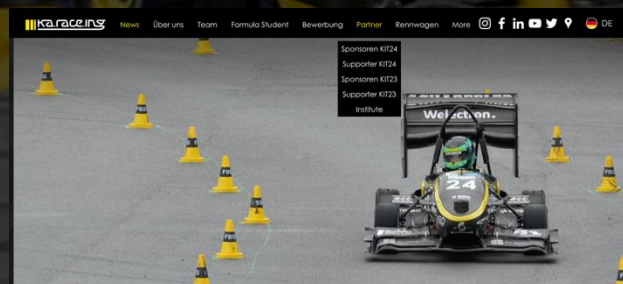 ka.raceing
News Über uns Team Formula Student Bewerbung Partner Rennwagen More DE
Sponsoren KIT24
Supporter KIT24
Sponsoren KIT23
Supporter KIT23
Institute
Welection.
24